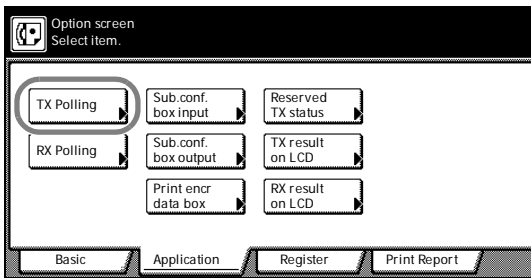 Option screen
Select item.
TX Polling
Sub.conf.
box input
Reserved
TX status
RX Polling
Sub.conf.
box output
TX result
on LCD
Print encr
data box
RX result
on LCD
Basic
Application
Register
Print Report